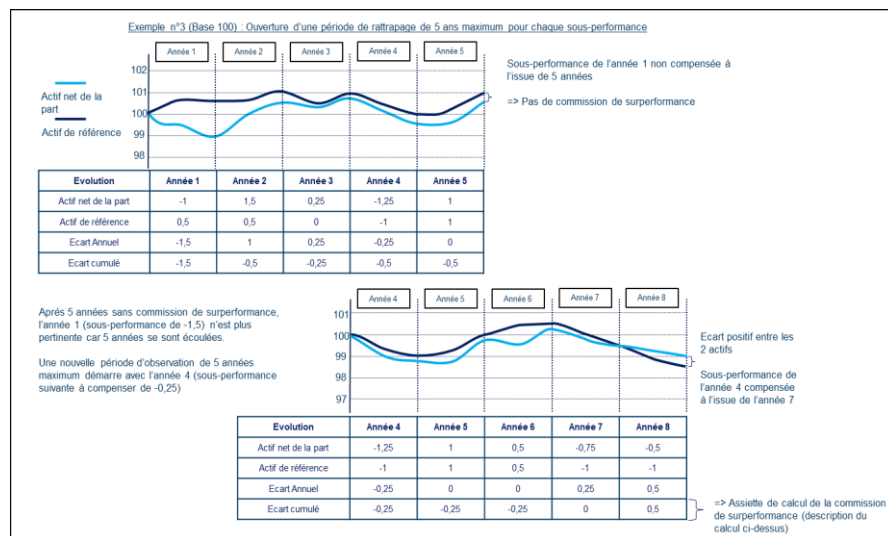 Exemple n°3 (Base 100) : Ouverture d'une période de rattrapage de 5 ans maximum pour chaque sous-performance
Année 1 Année 2 Année 3 Année 4 Année 5
102
101
100
99
98
Actif net de la
part
Actif de référence
Sous-performance de l'année 1 non compensée à
l'issue de 5 années
=> Pas de commission de surperformance
Evolution Année 1 Année 2 Année 3 Année 4 Année 5
Actif net de la part -1 1,5 0,25 -1,25 1
Actif de référence 0,5 0,5 0 -1 1
Ecart Annuel -1,5 1 0,25 -0,25 0
Ecart cumulé -1,5 -0,5 -0,25 -0,5 -0,5
Aprés 5 années sans commission de surperformance,
l'année 1 (sous-performance de -1,5) n'est plus
pertinente car 5 années se sont écoulées.
Une nouvelle période d'observation de 5 années
maximum démarre avec l'année 4 (sous-performance
suivante à compenser de -0,25)
Année 4 Année 5 Année 6 Année 7 Année 8
101
100
99
98
97
Ecart positif entre les
2 actifs
Sous-performance de
l'année 4 compensée
à l'issue de l'année 7
Evolution Année 4 Année 5 Année 6 Année 7 Année 8
Actif net de la part -1,25 1 0,5 -0,75 -0,5
Actif de référence -1 1 0,5 -1 -1
Ecart Annuel -0,25 0 0 0,25 0,5
Ecart cumulé -0,25 -0,25 -0,25 0 0,5
=> Assiette de calcul de la commission
de surperformance (description du
calcul ci-dessus)